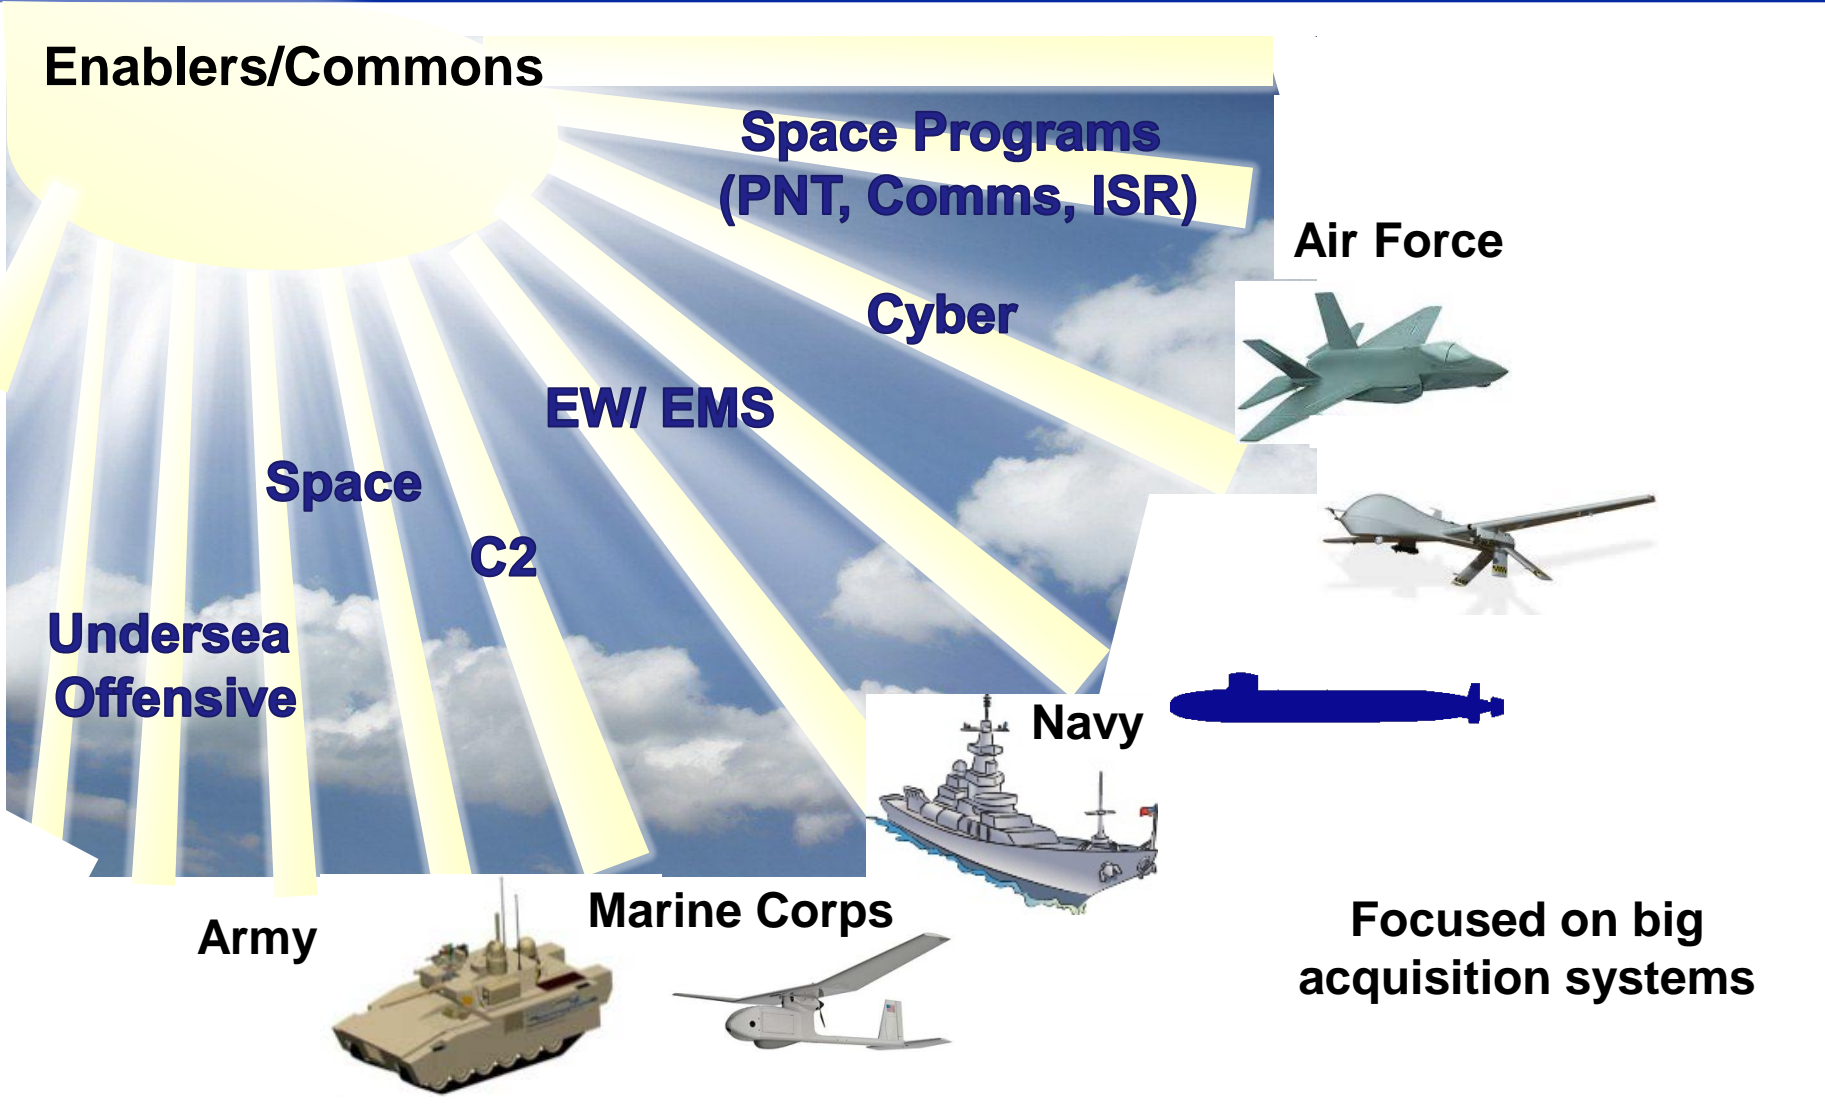 Enablers/Commons
Space Programs
(PNT, Comms, ISR)
Air Force
Cyber
EW/ EMS
Space
C2
Undersea
Offensive
Navy
Marine Corps
Army
Focused on big
acquisition systems